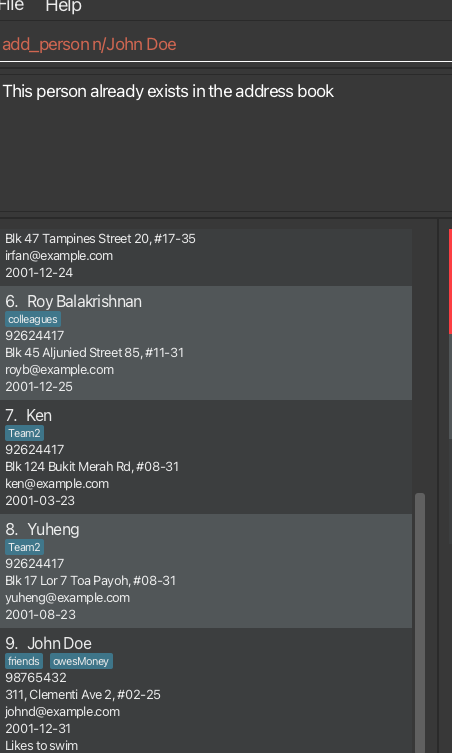 File Help
add_person n/John Doe
This person already exists in the address book
Blk 47 Tampines Street 20, #17-35
irfan@example.com
2001-12-24
6. Roy Balakrishnan
colleagues
92624417
Blk 45 Aljunied Street 85, #11-31
royb@example.com
2001-12-25
7. Ken
Team2
92624417
Blk 124 Bukit Merah Rd, #08-31
ken@example.com
2001-03-23
8. Yuheng
Team2
92624417
Blk 17 Lor 7 Toa Payoh, #08-31
yuheng@example.com
2001-08-23
9. John Doe
friends owesMoney
98765432
311, Clementi Ave 2, #02-25
johnd@example.com
2001-12-31
Likes to swim